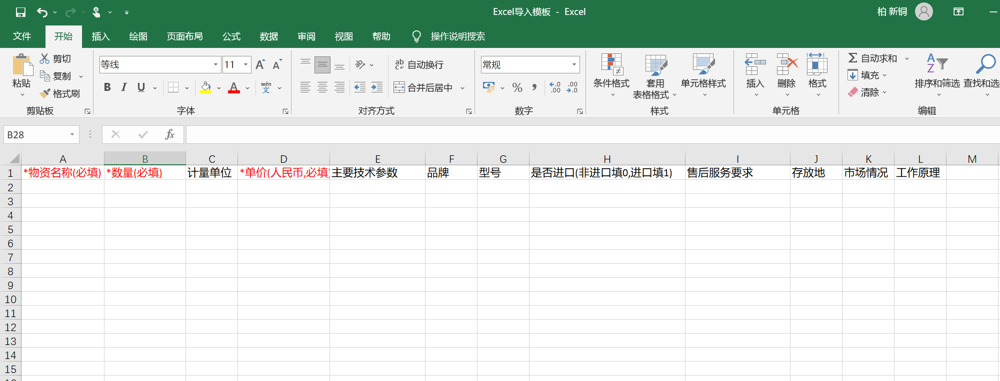 Excel导入模板 - Excel
柏 新铜
文件 开始 插入 绘图 页面布局 公式 数据 审阅 视图 帮助 操作说明搜索
粘贴 剪切 复制 格式刷
等线 11 A A
B I U A wén 文
ab c 自动换行
合并后居中
常规
% , .0 .00 .00 .0
条件格式 套用 表格格式 单元格样式
插入 删除 格式
Σ 自动求和 填充 清除
A Z 排序和筛选 查找和选
剪贴板 字体 对齐方式 数字 样式 单元格 编辑
B28 fx
A B C D E F G H I J K L M
1 *物资名称(必填) *数量(必填) 计量单位 *单价(人民币,必填) 主要技术参数 品牌 型号 是否进口(非进口填0,进口填1) 售后服务要求 存放地 市场情况 工作原理
2
3
4
5
6
7
8
9
10
11
12
13
14
15